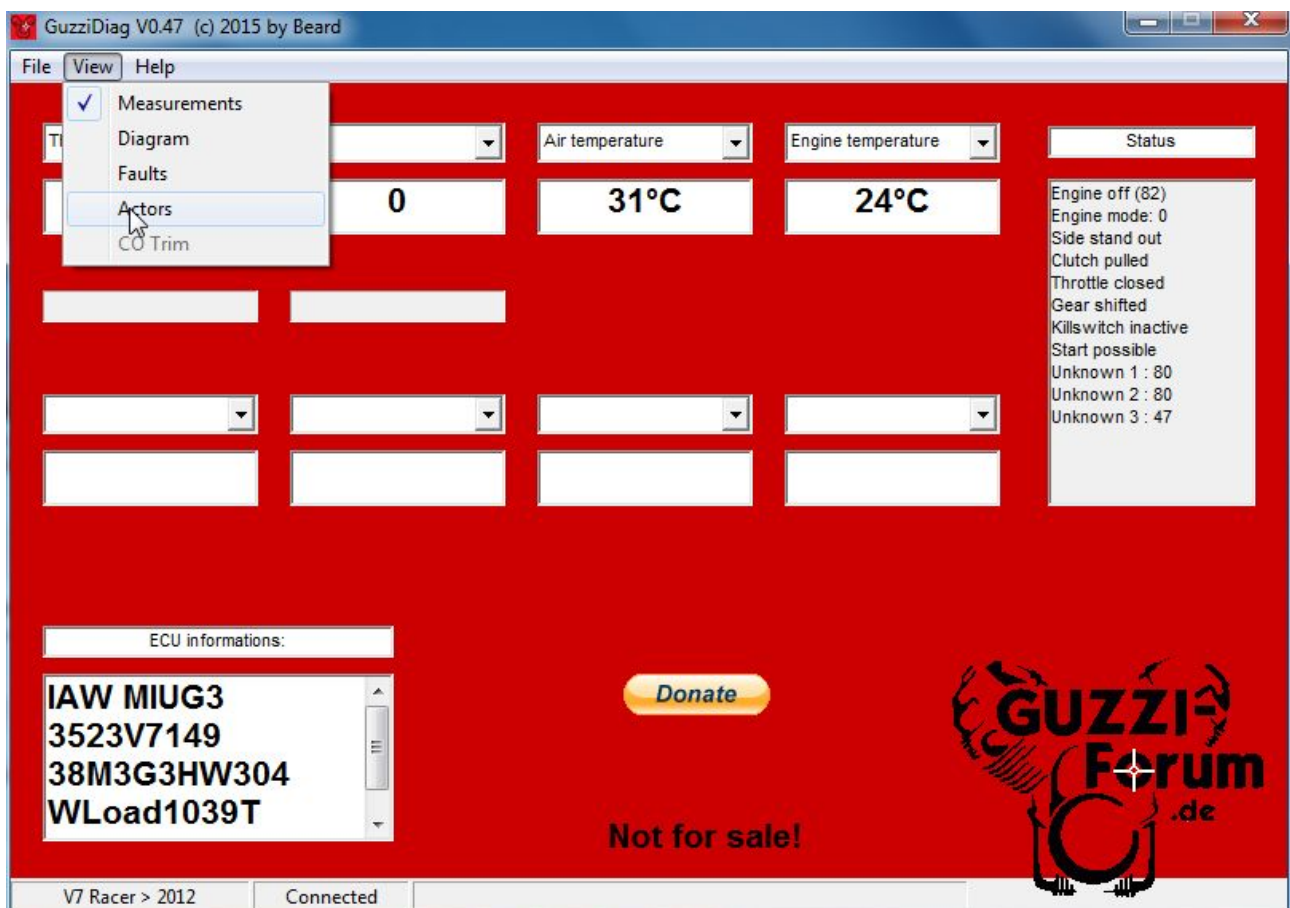 GuzziDiag V0.47 (c) 2015 by Beard
File View Help
Measurements
Diagram
Faults
Actors
CO Trim
Air temperature
Engine temperature
Status
0
31°C
24°C
Engine off (82)
Engine mode: 0
Side stand out
Clutch pulled
Throttle closed
Gear shifted
Killswitch inactive
Start possible
Unknown 1 : 80
Unknown 2 : 80
Unknown 3 : 47
ECU informations:
IAW MIUG3
3523V7149
38M3G3HW304
WLoad1039T
Donate
Not for sale!
GUZZI-
Forum
.de
V7 Racer > 2012
Connected